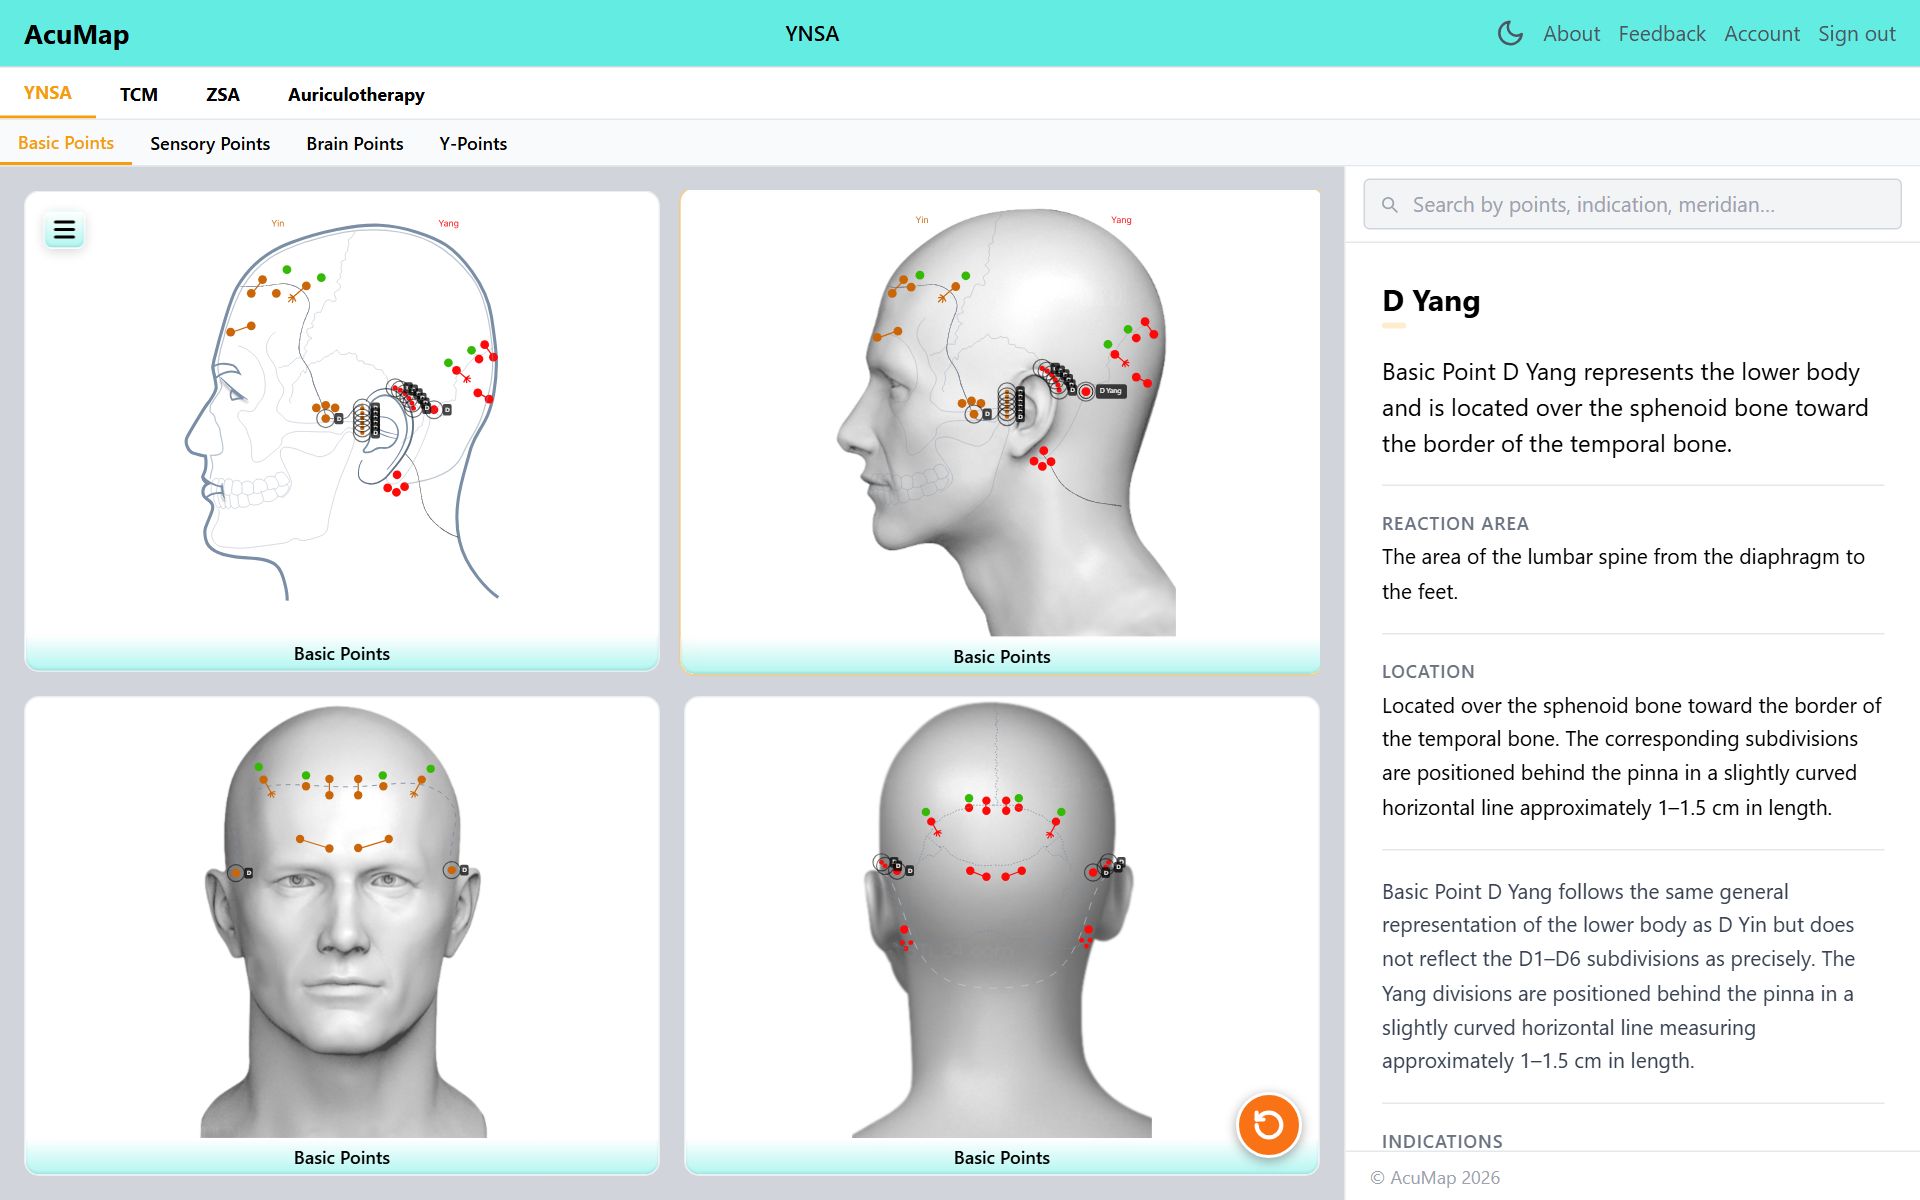 AcuMap
YNSA
About Feedback Account Sign out
YNSA TCM ZSA Auriculotherapy
Basic Points Sensory Points Brain Points Y-Points
Yin Yang
D
D
Basic Points
Yin Yang
D
D
D Yang
Basic Points
D
D
Basic Points
D
D
D
D
Basic Points
Search by points, indication, meridian...
D Yang
Basic Point D Yang represents the lower body
and is located over the sphenoid bone toward
the border of the temporal bone.
REACTION AREA
The area of the lumbar spine from the diaphragm to
the feet.
LOCATION
Located over the sphenoid bone toward the border of
the temporal bone. The corresponding subdivisions
are positioned behind the pinna in a slightly curved
horizontal line approximately 1–1.5 cm in length.
Basic Point D Yang follows the same general
representation of the lower body as D Yin but does
not reflect the D1–D6 subdivisions as precisely. The
Yang divisions are positioned behind the pinna in a
slightly curved horizontal line measuring
approximately 1–1.5 cm in length.
INDICATIONS
© AcuMap 2026